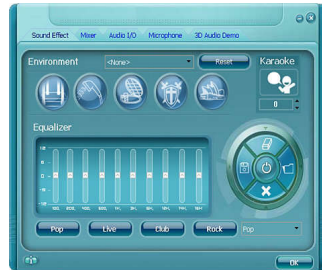 Sound Effect Mixer Audio I/O Microphone 3D Audio Demo
Environment <None> Reset Karaoke
0
Equalizer
Pop Live Club Rock Pop
OK